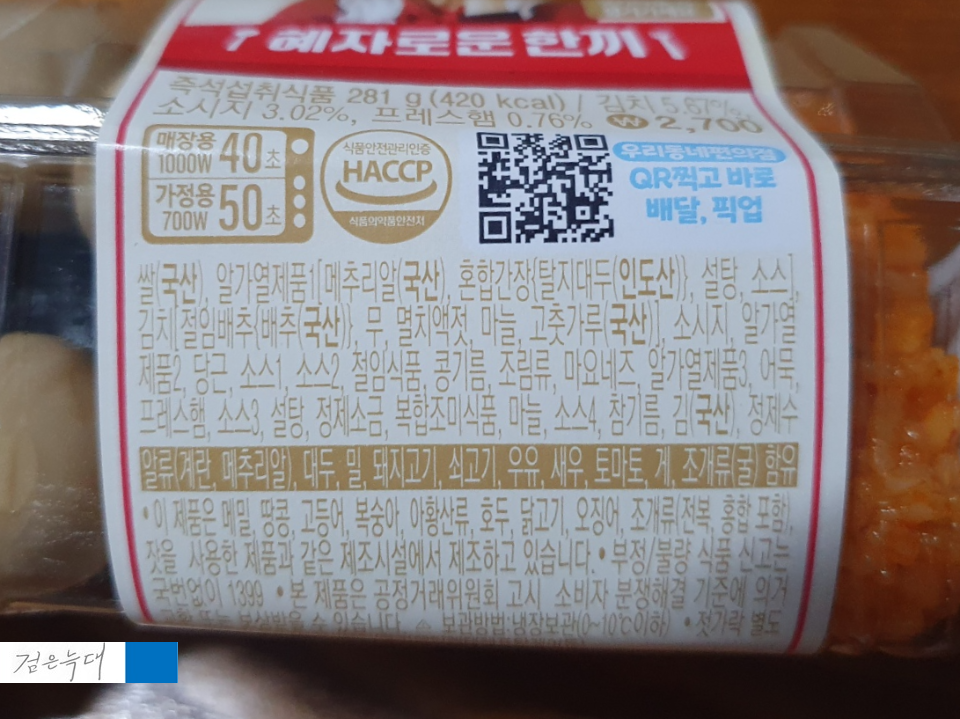 혜자로운한끼
즉석섭취식품 281 g (420 kcal) / 김치 5.67%,
소시지 3.02%, 프레스햄 0.76% ₩ 2,700
매장용
1000W 40초
가정용
700W 50초
식품안전관리인증
HACCP
식품의약품안전처
우리동네편의점
QR찍고 바로
배달, 픽업
쌀(국산), 알가열제품1[메추리알(국산), 혼합간장{탈지대두(인도산)}, 설탕, 소스],
김치[절임배추{배추(국산)}, 무, 멸치액젓, 마늘, 고춧가루(국산)], 소시지, 알가열
제품2, 당근, 소스1, 소스2, 절임식품, 콩기름, 조림류, 마요네즈, 알가열제품3, 어묵,
프레스햄, 소스3, 설탕, 정제소금, 복합조미식품, 마늘, 소스4, 참기름, 김(국산), 정제수
알류(계란, 메추리알), 대두, 밀, 돼지고기, 쇠고기, 우유, 새우, 토마토, 게, 조개류(굴) 함유
• 이 제품은 메밀, 땅콩, 고등어, 복숭아, 아황산류, 호두, 닭고기, 오징어, 조개류(전복, 홍합 포함),
잣을 사용한 제품과 같은 제조시설에서 제조하고 있습니다. • 부정/불량 식품 신고는
국번없이 1399 • 본 제품은 공정거래위원회 고시 소비자 분쟁해결 기준에 의거
보상받을 수 있습니다. 보관방법:냉장보관(0~10℃이하) • 젓가락 별도
검은늑대